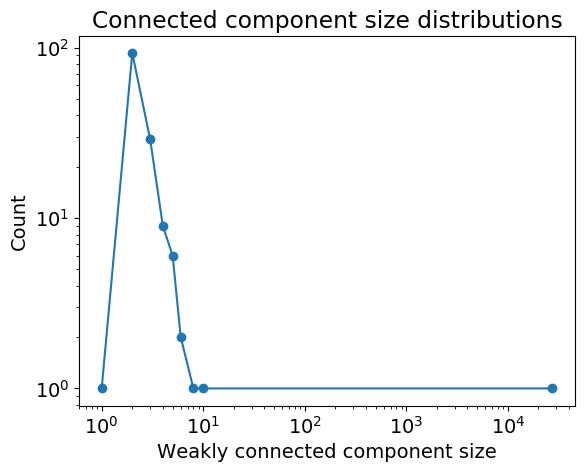 Connected component size distributions
10²
10¹
10⁰
Count
10⁰ 10¹ 10² 10³ 10⁴
Weakly connected component size